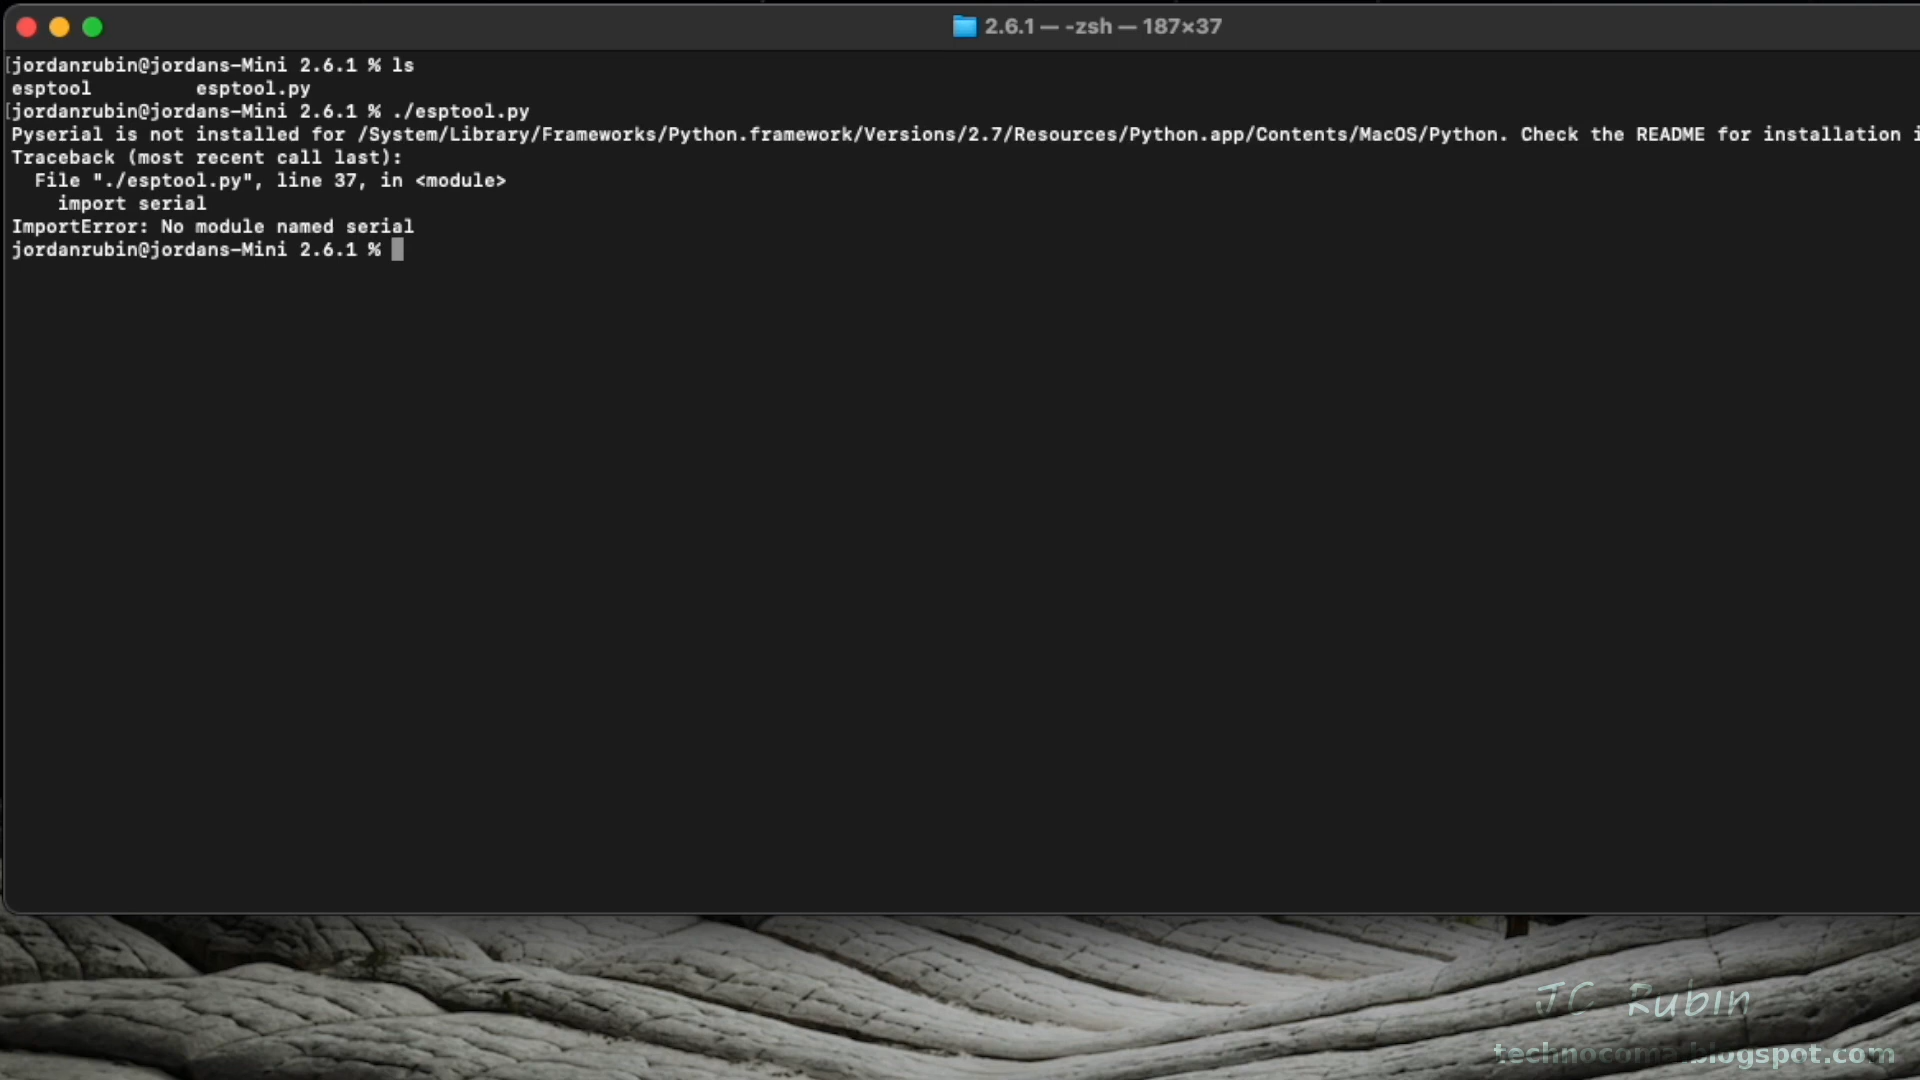 2.6.1 — -zsh — 187×37
[jordanrubin@jordans-Mini 2.6.1 % ls
esptool esptool.py
[jordanrubin@jordans-Mini 2.6.1 % ./esptool.py
Pyserial is not installed for /System/Library/Frameworks/Python.framework/Versions/2.7/Resources/Python.app/Contents/MacOS/Python. Check the README for installation i
Traceback (most recent call last):
File "./esptool.py", line 37, in <module>
import serial
ImportError: No module named serial
jordanrubin@jordans-Mini 2.6.1 %
JC Rubin
technocoma.blogspot.com